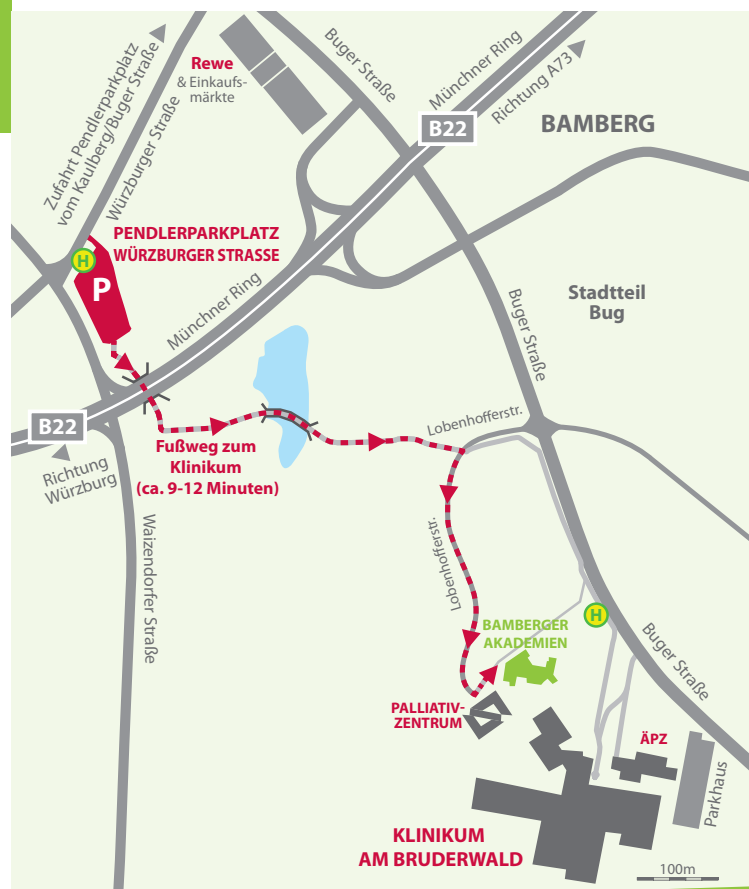 Zufahrt Pendlerparkplatz
vom Kaulberg/Buger Straße
Würzburger Straße
Rewe
& Einkaufs-
märkte
Buger Straße
Münchner Ring
Richtung A73
B22
BAMBERG
H
PENDLERPARKPLATZ
WÜRZBURGER STRASSE
P
Münchner Ring
Stadtteil
Bug
Buger Straße
B22
Richtung
Würzburg
Fußweg zum
Klinikum
(ca. 9-12 Minuten)
Lobenhofferstr.
Lobenhofferstr.
Waizendorfer Straße
H
BAMBERGER
AKADEMIEN
Buger Straße
PALLIATIV-
ZENTRUM
ÄPZ
Parkhaus
KLINIKUM
AM BRUDERWALD
100m